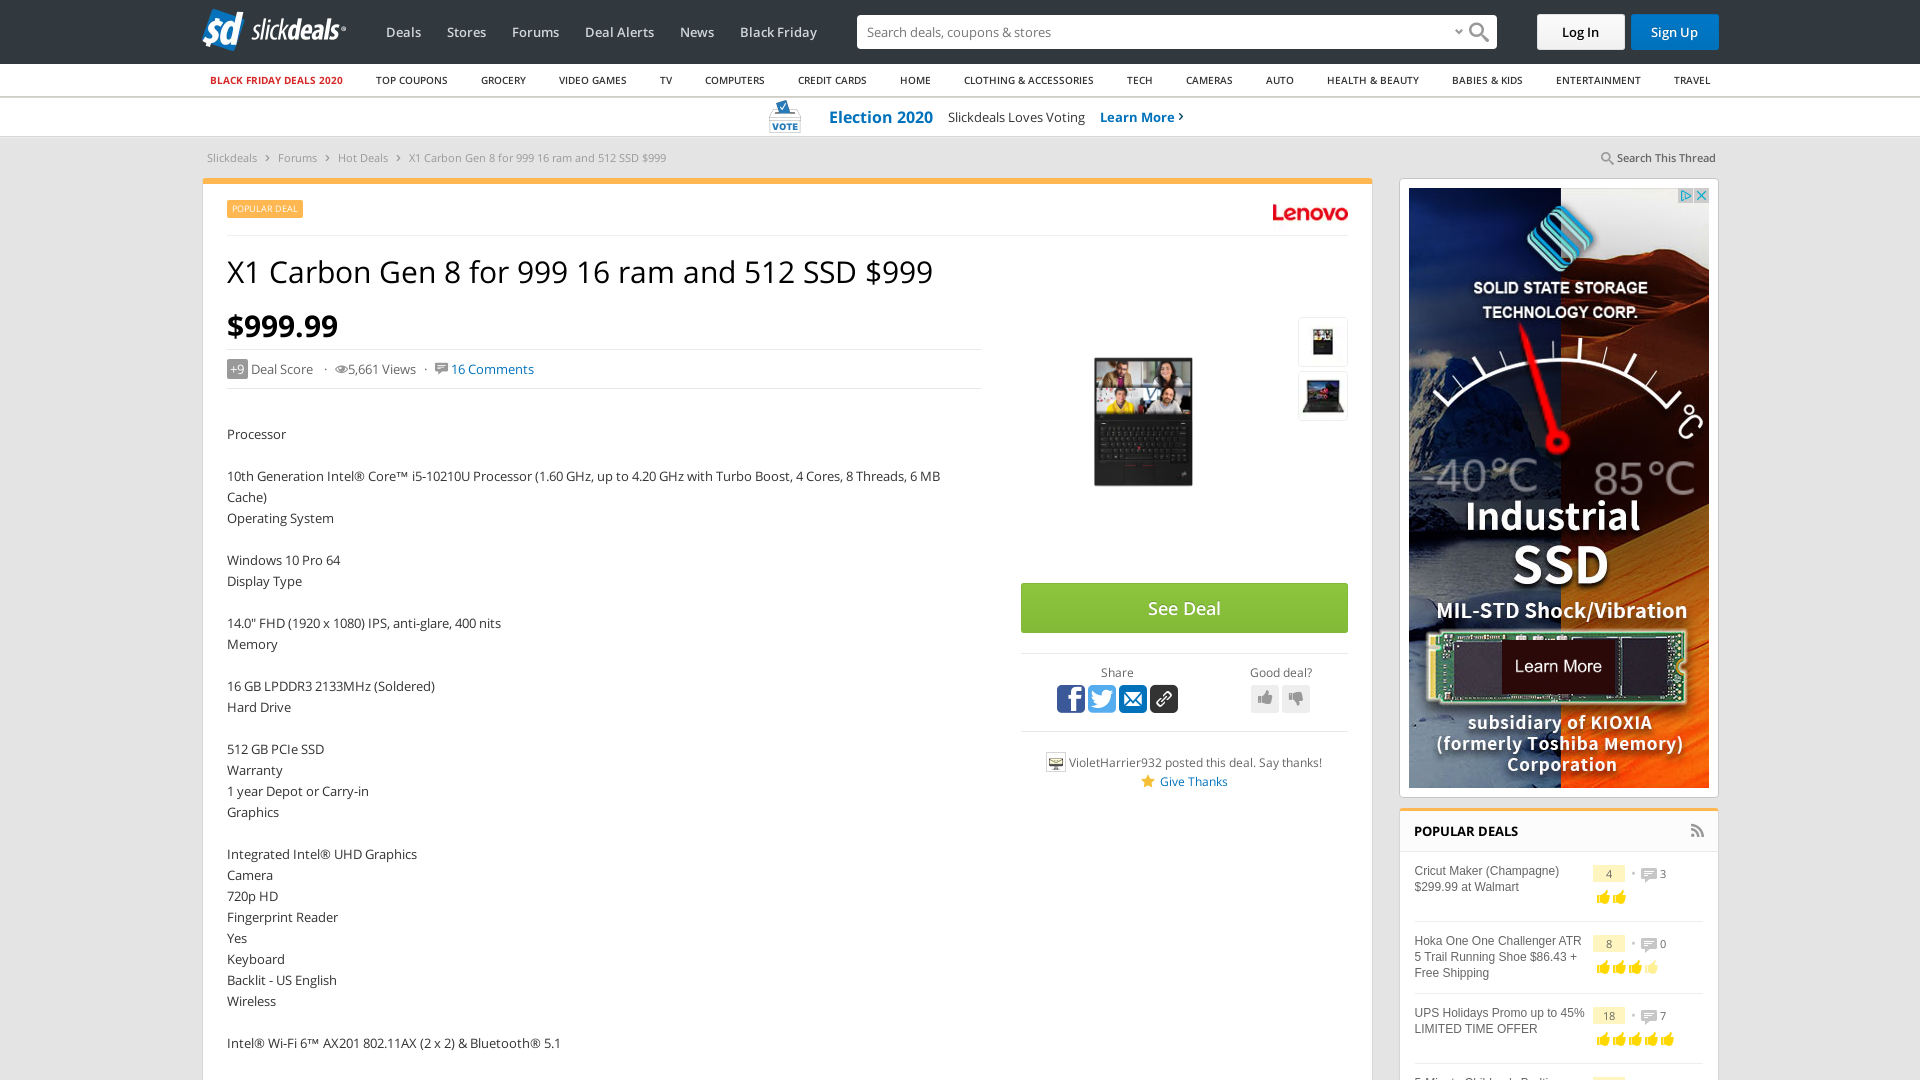 sd slickdeals
Deals Stores Forums Deal Alerts News Black Friday
Search deals, coupons & stores
Log In Sign Up
BLACK FRIDAY DEALS 2020 TOP COUPONS GROCERY VIDEO GAMES TV COMPUTERS CREDIT CARDS HOME CLOTHING & ACCESSORIES TECH CAMERAS AUTO HEALTH & BEAUTY BABIES & KIDS ENTERTAINMENT TRAVEL
VOTE Election 2020 Slickdeals Loves Voting Learn More
Slickdeals Forums Hot Deals X1 Carbon Gen 8 for 999 16 ram and 512 SSD $999
Search This Thread
POPULAR DEAL
Lenovo
X1 Carbon Gen 8 for 999 16 ram and 512 SSD $999
$999.99
+9 Deal Score · 5,661 Views · 16 Comments
Processor
10th Generation Intel® Core™ i5-10210U Processor (1.60 GHz, up to 4.20 GHz with Turbo Boost, 4 Cores, 8 Threads, 6 MB
Cache)
Operating System
Windows 10 Pro 64
Display Type
14.0" FHD (1920 x 1080) IPS, anti-glare, 400 nits
Memory
16 GB LPDDR3 2133MHz (Soldered)
Hard Drive
512 GB PCIe SSD
Warranty
1 year Depot or Carry-in
Graphics
Integrated Intel® UHD Graphics
Camera
720p HD
Fingerprint Reader
Yes
Keyboard
Backlit - US English
Wireless
Intel® Wi-Fi 6™ AX201 802.11AX (2 x 2) & Bluetooth® 5.1
See Deal
Share
Good deal?
VioletHarrier932 posted this deal. Say thanks!
Give Thanks
SOLID STATE STORAGE
TECHNOLOGY CORP.
°C
-40°C 85°C
Industrial
SSD
MIL-STD Shock/Vibration
Learn More
subsidiary of KIOXIA
(formerly Toshiba Memory)
Corporation
POPULAR DEALS
Cricut Maker (Champagne)
$299.99 at Walmart
4 • 3
Hoka One One Challenger ATR
5 Trail Running Shoe $86.43 +
Free Shipping
8 • 0
UPS Holidays Promo up to 45%
LIMITED TIME OFFER
18 • 7